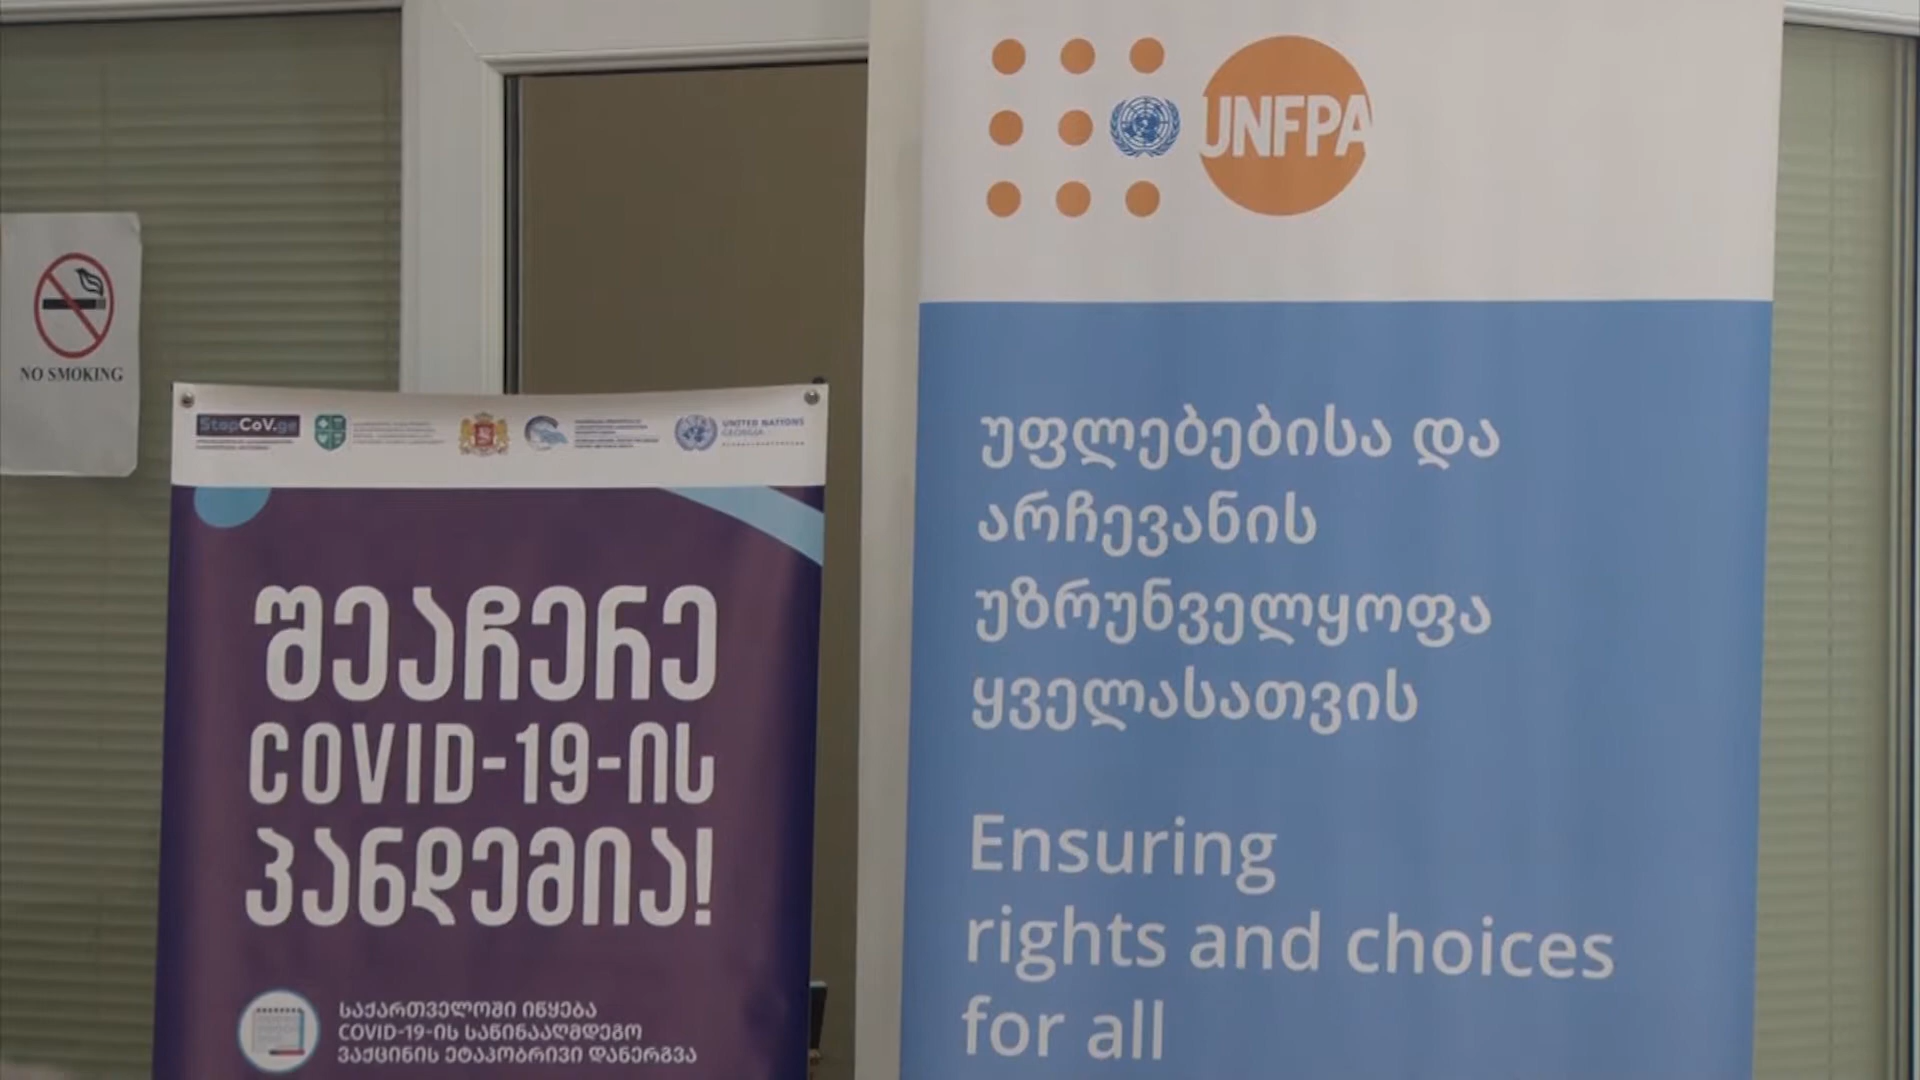 NO SMOKING
StopCoV.ge
UNITED NATIONS
GEORGIA
შეაჩერე
COVID-19-ის
პანდემია!
საქართველოში იწყება
COVID-19-ის საწინააღმდეგო
ვაქცინის ეტაპობრივი დანერგვა
UNFPA
უფლებებისა და
არჩევანის
უზრუნველყოფა
ყველასათვის
Ensuring
rights and choices
for all